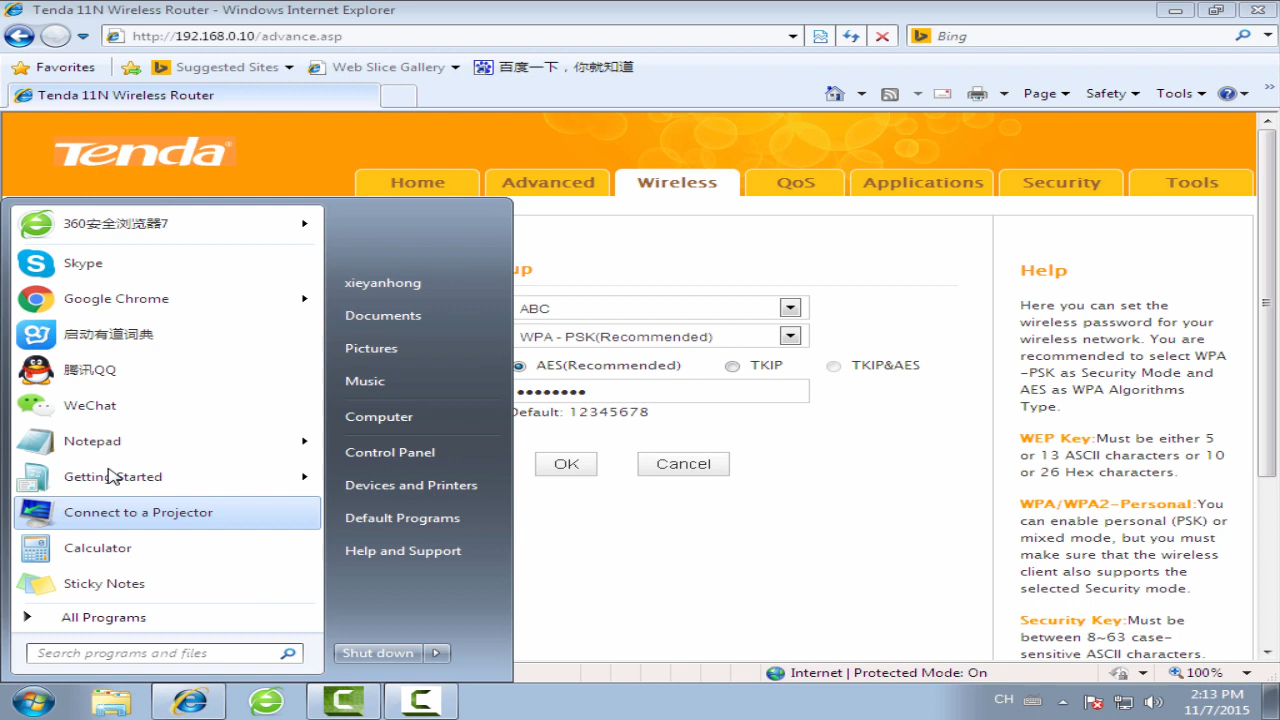 Tenda 11N Wireless Router - Windows Internet Explorer
http://192.168.0.10/advance.asp
Bing
Favorites
Suggested Sites
Web Slice Gallery
百度一下，你就知道
Tenda 11N Wireless Router
Page
Safety
Tools
Tenda
Home
Advanced
Wireless
QoS
Applications
Security
Tools
360安全浏览器7
Skype
Google Chrome
启动有道词典
腾讯QQ
WeChat
Notepad
Getting Started
Connect to a Projector
Calculator
Sticky Notes
All Programs
Search programs and files
xieyanhong
Documents
Pictures
Music
Computer
Control Panel
Devices and Printers
Default Programs
Help and Support
Shut down
up
ABC
WPA - PSK(Recommended)
AES(Recommended)
TKIP
TKIP&AES
••••••••
Default: 12345678
OK
Cancel
Help
Here you can set the
wireless password for your
wireless network. You are
recommended to select WPA
-PSK as Security Mode and
AES as WPA Algorithms
Type.
WEP Key:Must be either 5
or 13 ASCII characters or 10
or 26 Hex characters.
WPA/WPA2-Personal:You
can enable personal (PSK) or
mixed mode, but you must
make sure that the wireless
client also supports the
selected Security mode.
Security Key:Must be
between 8~63 case-
sensitive ASCII characters.
Internet | Protected Mode: On
100%
CH
2:13 PM
11/7/2015